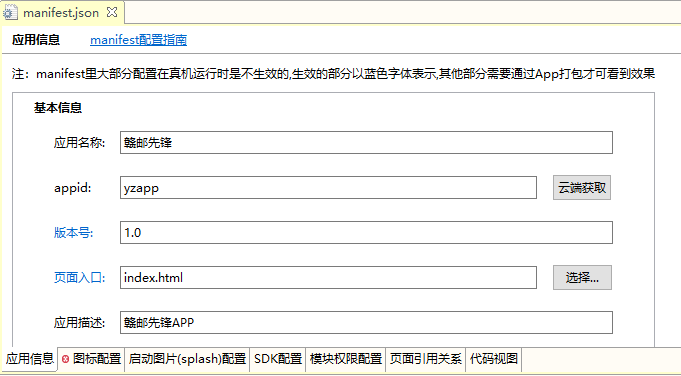 manifest.json
应用信息 manifest配置指南
注：manifest里大部分配置在真机运行时是不生效的,生效的部分以蓝色字体表示,其他部分需要通过App打包才可看到效果
基本信息
应用名称: 赣邮先锋
appid: yzapp 云端获取
版本号: 1.0
页面入口: index.html 选择...
应用描述: 赣邮先锋APP
应用信息 图标配置 启动图片(splash)配置 SDK配置 模块权限配置 页面引用关系 代码视图